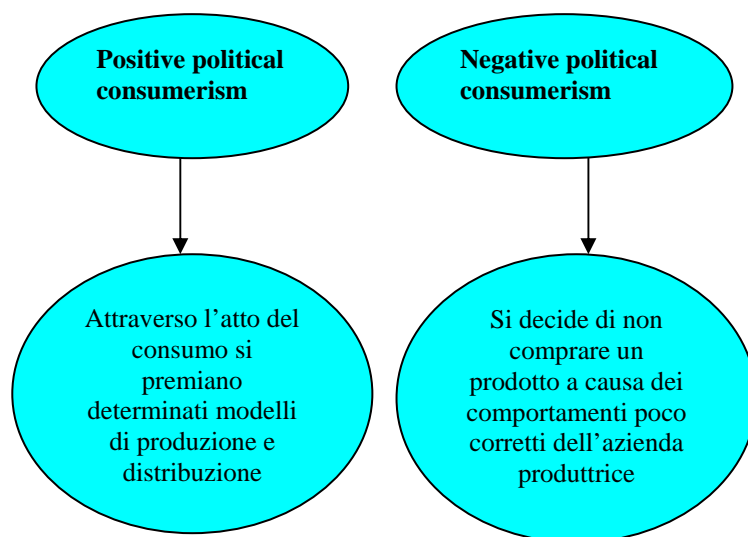 Positive political
consumerism
Negative political
consumerism
Attraverso l’atto del
consumo si
premiano
determinati modelli
di produzione e
distribuzione
Si decide di non
comprare un
prodotto a causa dei
comportamenti poco
corretti dell’azienda
produttrice